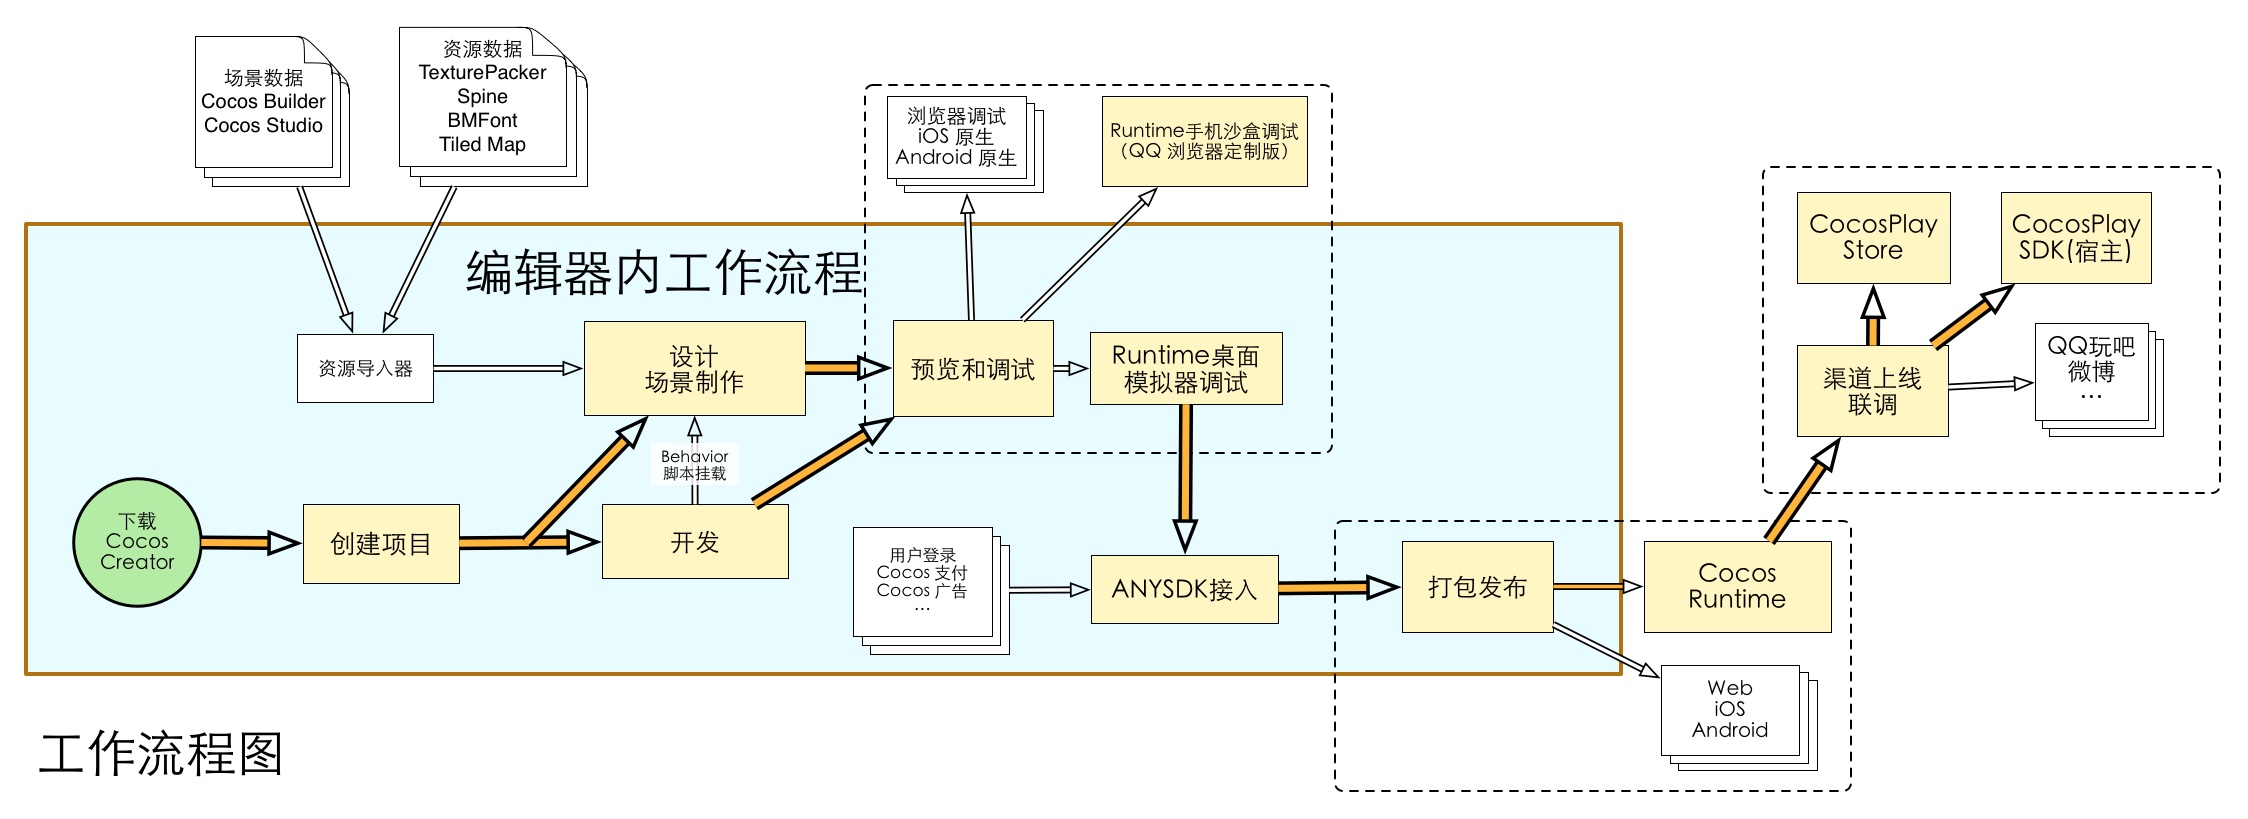 场景数据
Cocos Builder
Cocos Studio
资源数据
TexturePacker
Spine
BMFont
Tiled Map
浏览器调试
iOS 原生
Android 原生
Runtime手机沙盒调试
（QQ 浏览器定制版）
CocosPlay
Store
CocosPlay
SDK(宿主)
编辑器内工作流程
资源导入器
设计
场景制作
预览和调试
Runtime桌面
模拟器调试
渠道上线
联调
QQ玩吧
微博
...
Behavior
脚本挂载
下载
Cocos
Creator
创建项目
开发
用户登录
Cocos 支付
Cocos 广告
...
ANYSDK接入
打包发布
Cocos
Runtime
Web
iOS
Android
工作流程图